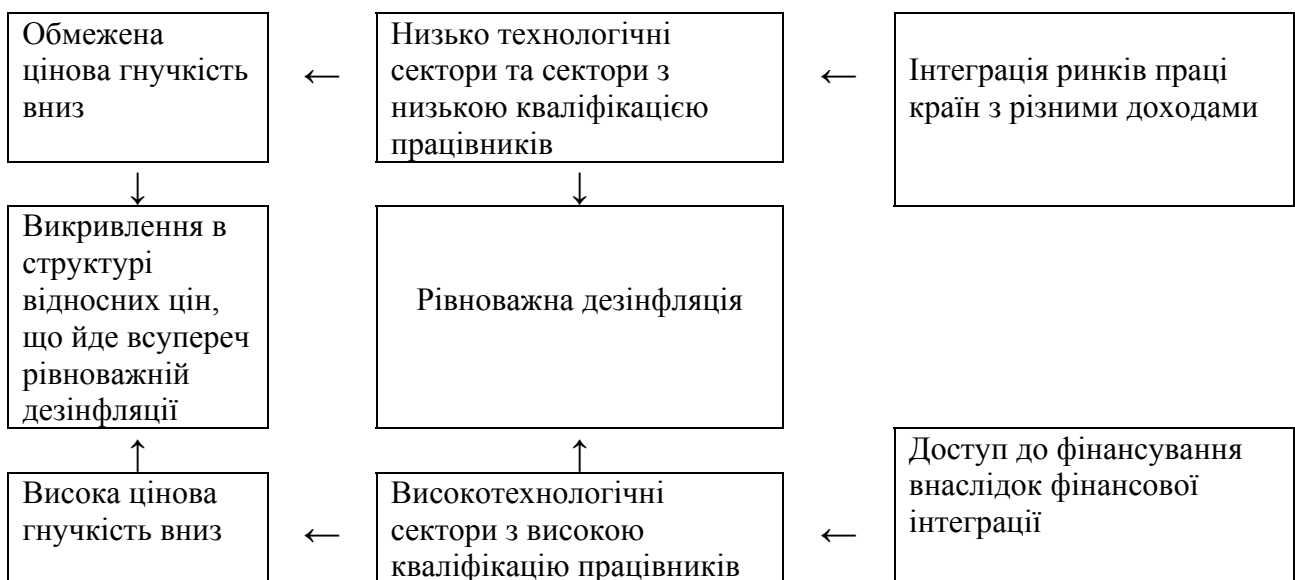 Обмежена
цінова гнучкість
вниз
←
Низько технологічні
сектори та сектори з
низькою кваліфікацією
працівників
←
Інтеграція ринків праці
країн з різними доходами
↓
↓
Викривлення в
структурі
відносних цін,
що йде всупереч
рівноважній
дезінфляції
Рівноважна дезінфляція
↑
↑
Висока цінова
гнучкість вниз
←
Високотехнологічні
сектори з високою
кваліфікацію працівників
←
Доступ до фінансування
внаслідок фінансової
інтеграції